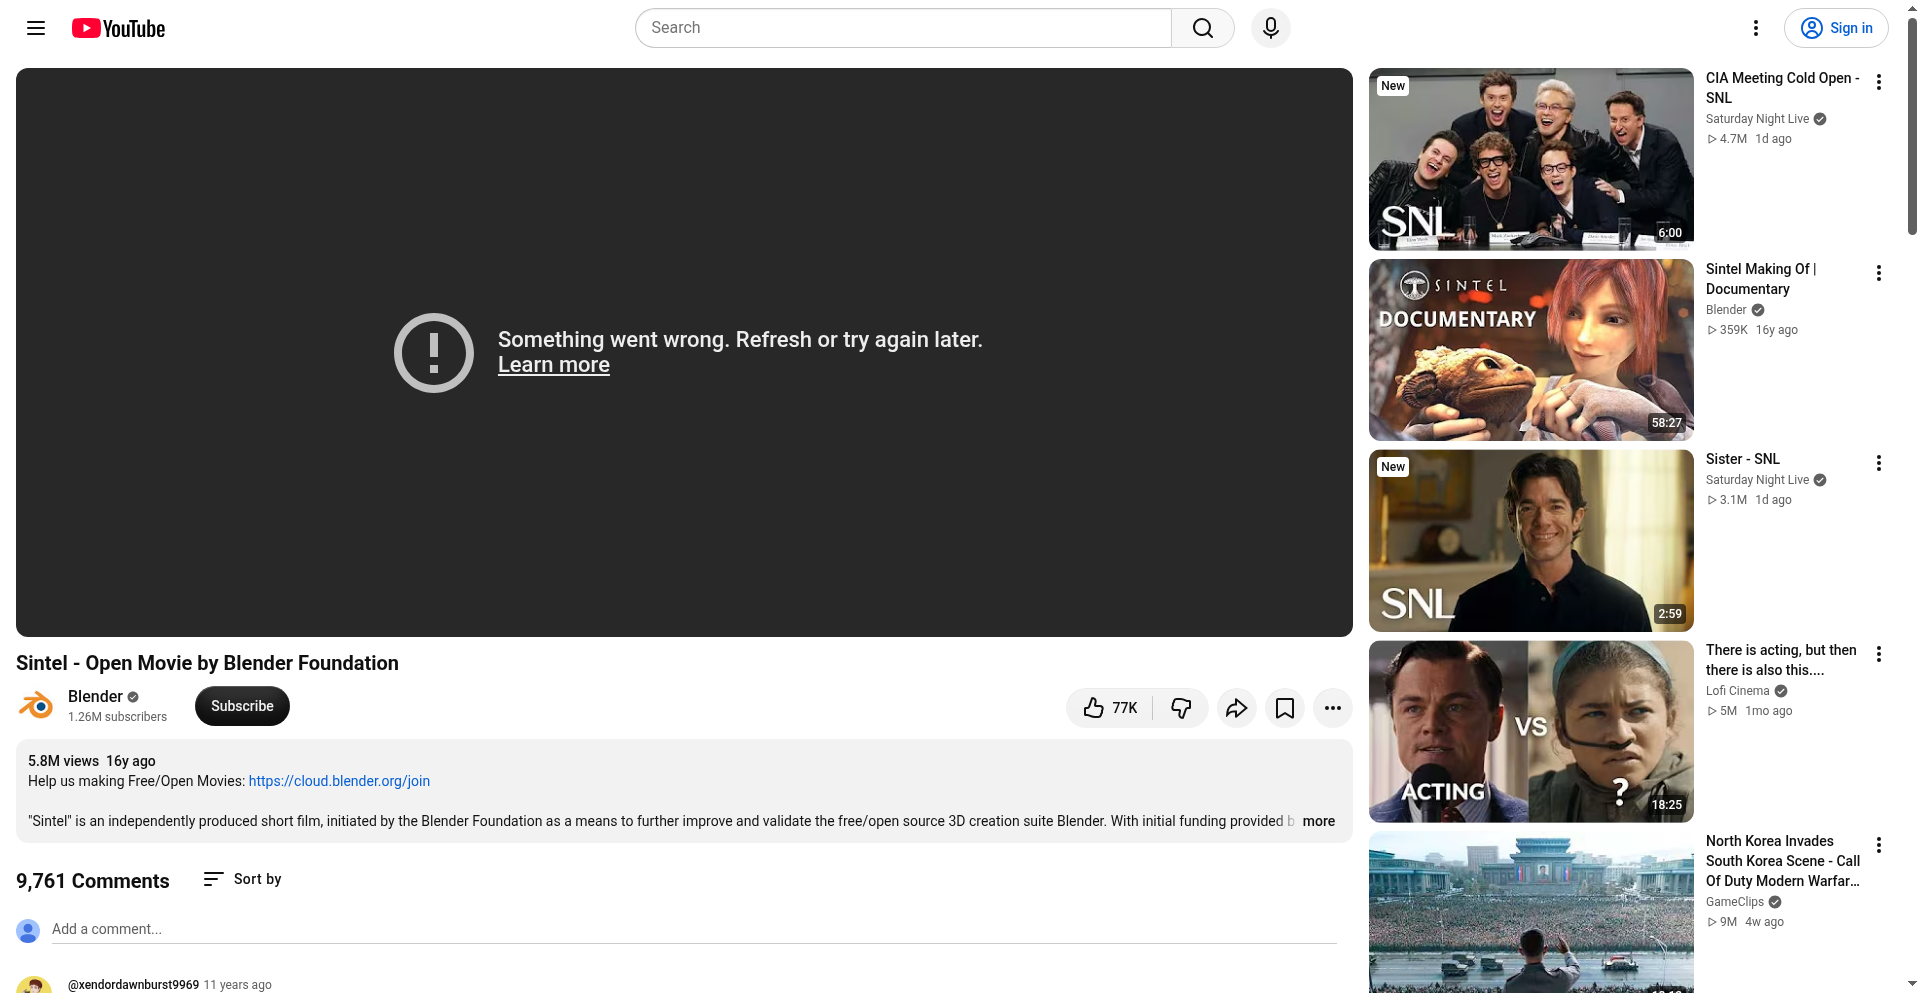 YouTube
Search
Sign in
Something went wrong. Refresh or try again later.
Learn more
Sintel - Open Movie by Blender Foundation
Blender
1.26M subscribers
Subscribe
77K
5.8M views 16y ago
Help us making Free/Open Movies: https://cloud.blender.org/join
"Sintel" is an independently produced short film, initiated by the Blender Foundation as a means to further improve and validate the free/open source 3D creation suite Blender. With initial funding provided b more
9,761 Comments
Sort by
Add a comment...
@xendordawnburst9969 11 years ago
New
SNL
6:00
CIA Meeting Cold Open -
SNL
Saturday Night Live
4.7M 1d ago
SINTEL
DOCUMENTARY
58:27
Sintel Making Of |
Documentary
Blender
359K 16y ago
New
SNL
2:59
Sister - SNL
Saturday Night Live
3.1M 1d ago
VS
ACTING
?
18:25
There is acting, but then
there is also this....
Lofi Cinema
5M 1mo ago
North Korea Invades
South Korea Scene - Call
Of Duty Modern Warfar...
GameClips
9M 4w ago